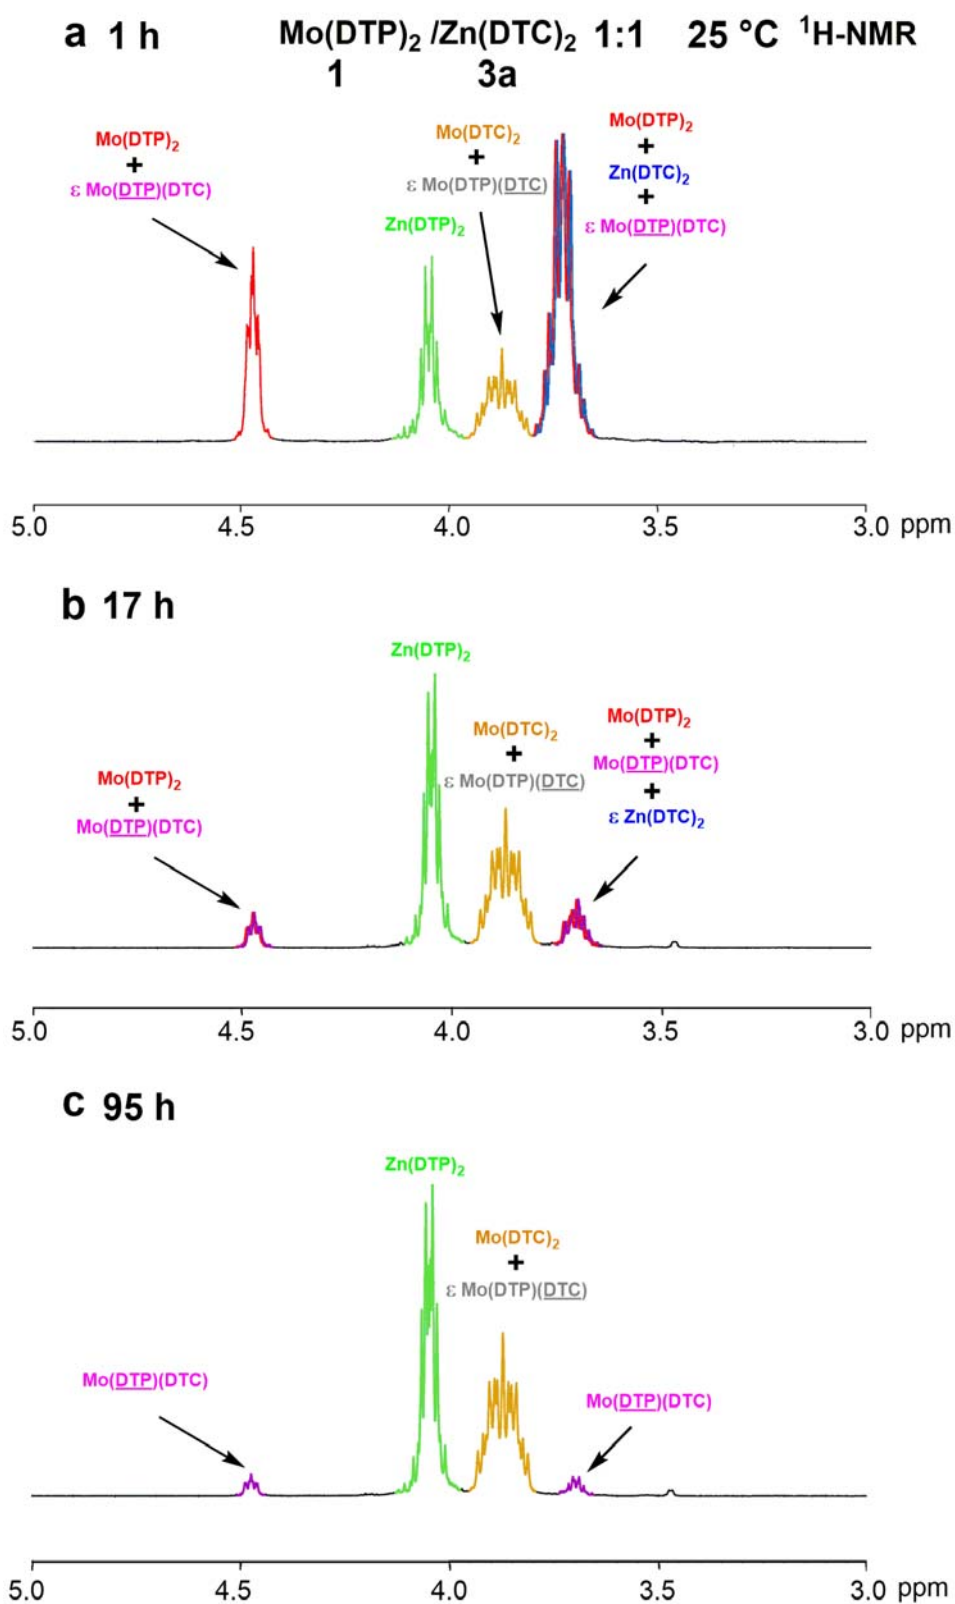 a 1 h Mo(DTP)₂ /Zn(DTC)₂ 1:1 25 °C ¹H-NMR
1 3a
Mo(DTP)₂
+
ε Mo(DTP)(DTC)
Mo(DTC)₂
+
ε Mo(DTP)(DTC)
Zn(DTP)₂
Mo(DTP)₂
+
Zn(DTC)₂
+
ε Mo(DTP)(DTC)
5.0 4.5 4.0 3.5 3.0 ppm
b 17 h
Zn(DTP)₂
Mo(DTP)₂
+
Mo(DTP)(DTC)
Mo(DTC)₂
+
ε Mo(DTP)(DTC)
Mo(DTP)₂
+
Mo(DTP)(DTC)
+
ε Zn(DTC)₂
5.0 4.5 4.0 3.5 3.0 ppm
c 95 h
Zn(DTP)₂
Mo(DTC)₂
+
ε Mo(DTP)(DTC)
Mo(DTP)(DTC)
Mo(DTP)(DTC)
5.0 4.5 4.0 3.5 3.0 ppm